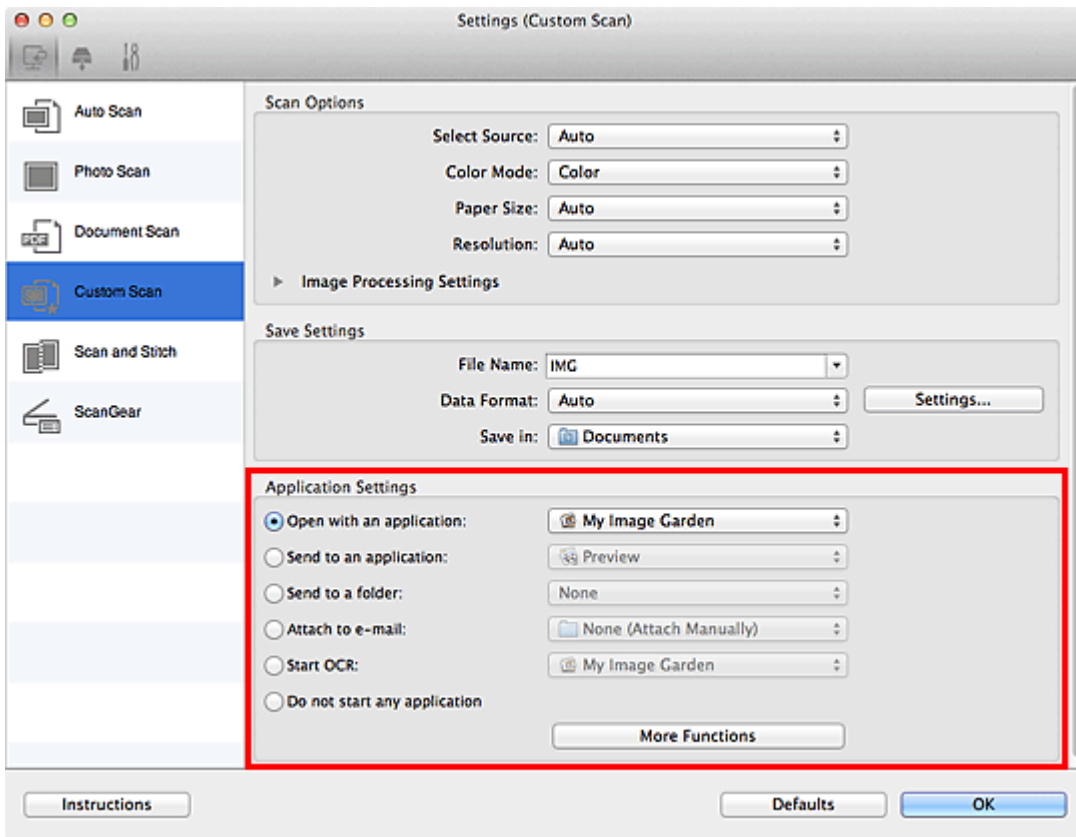 Settings (Custom Scan)
Auto Scan
Photo Scan
PDF
Document Scan
Custom Scan
Scan and Stitch
ScanGear
Scan Options
Select Source: Auto
Color Mode: Color
Paper Size: Auto
Resolution: Auto
Image Processing Settings
Save Settings
File Name: IMG
Data Format: Auto Settings...
Save in: Documents
Application Settings
Open with an application: My Image Garden
Send to an application: Preview
Send to a folder: None
Attach to e-mail: None (Attach Manually)
Start OCR: My Image Garden
Do not start any application
More Functions
Instructions Defaults OK